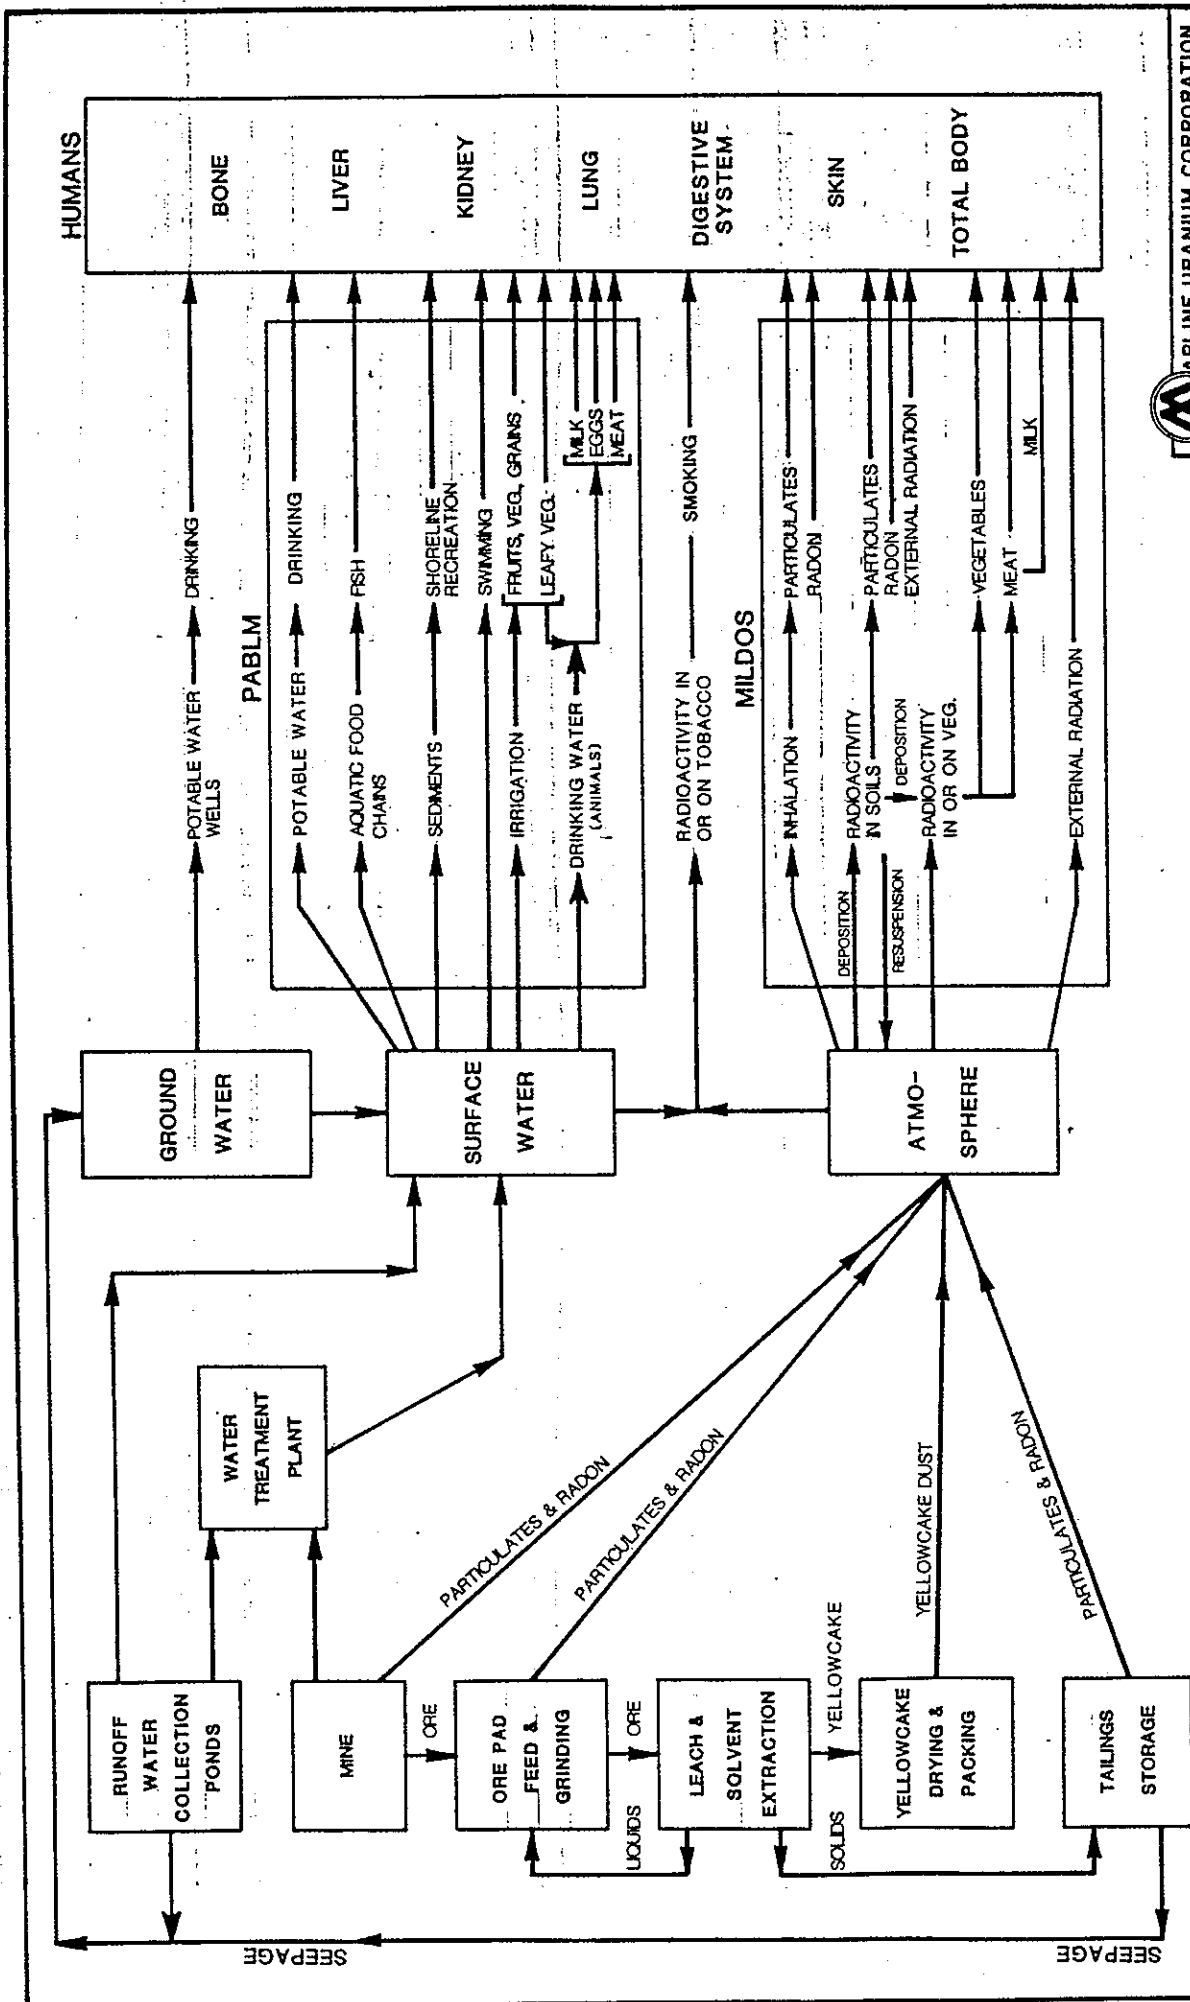 RUNOFF
WATER
COLLECTION
PONDS
MINE
ORE
ORE PAD
FEED &
GRINDING
ORE
LIQUIDS
LEACH &
SOLVENT
EXTRACTION
YELLOWCAKE
SOLIDS
YELLOWCAKE
DRYING &
PACKING
TAILINGS
STORAGE
SEEPAGE
SEEPAGE
WATER
TREATMENT
PLANT
PARTICULATES & RADON
PARTICULATES & RADON
YELLOWCAKE DUST
PARTICULATES & RADON
GROUND
WATER
SURFACE
WATER
ATMO-
SPHERE
POTABLE WATER
WELLS
DRINKING
PABLM
POTABLE WATER
DRINKING
AQUATIC FOOD
CHAINS
FISH
SEDIMENTS
SHORELINE
RECREATION
SWIMMING
IRRIGATION
FRUITS, VEG., GRAINS
LEAFY VEG.
DRINKING WATER
(ANIMALS)
MILK
EGGS
MEAT
RADIOACTIVITY IN
OR ON TOBACCO
SMOKING
MILDOS
INHALATION
PARTICULATES
RADON
DEPOSITION
RADIOACTIVITY
IN SOILS
PARTICULATES
RADON
EXTERNAL RADIATION
RESUSPENSION
DEPOSITION
RADIOACTIVITY
IN OR ON VEG.
VEGETABLES
MEAT
MILK
EXTERNAL RADIATION
HUMANS
BONE
LIVER
KIDNEY
LUNG
DIGESTIVE
SYSTEM
SKIN
TOTAL BODY
URANIUM CORPORATION